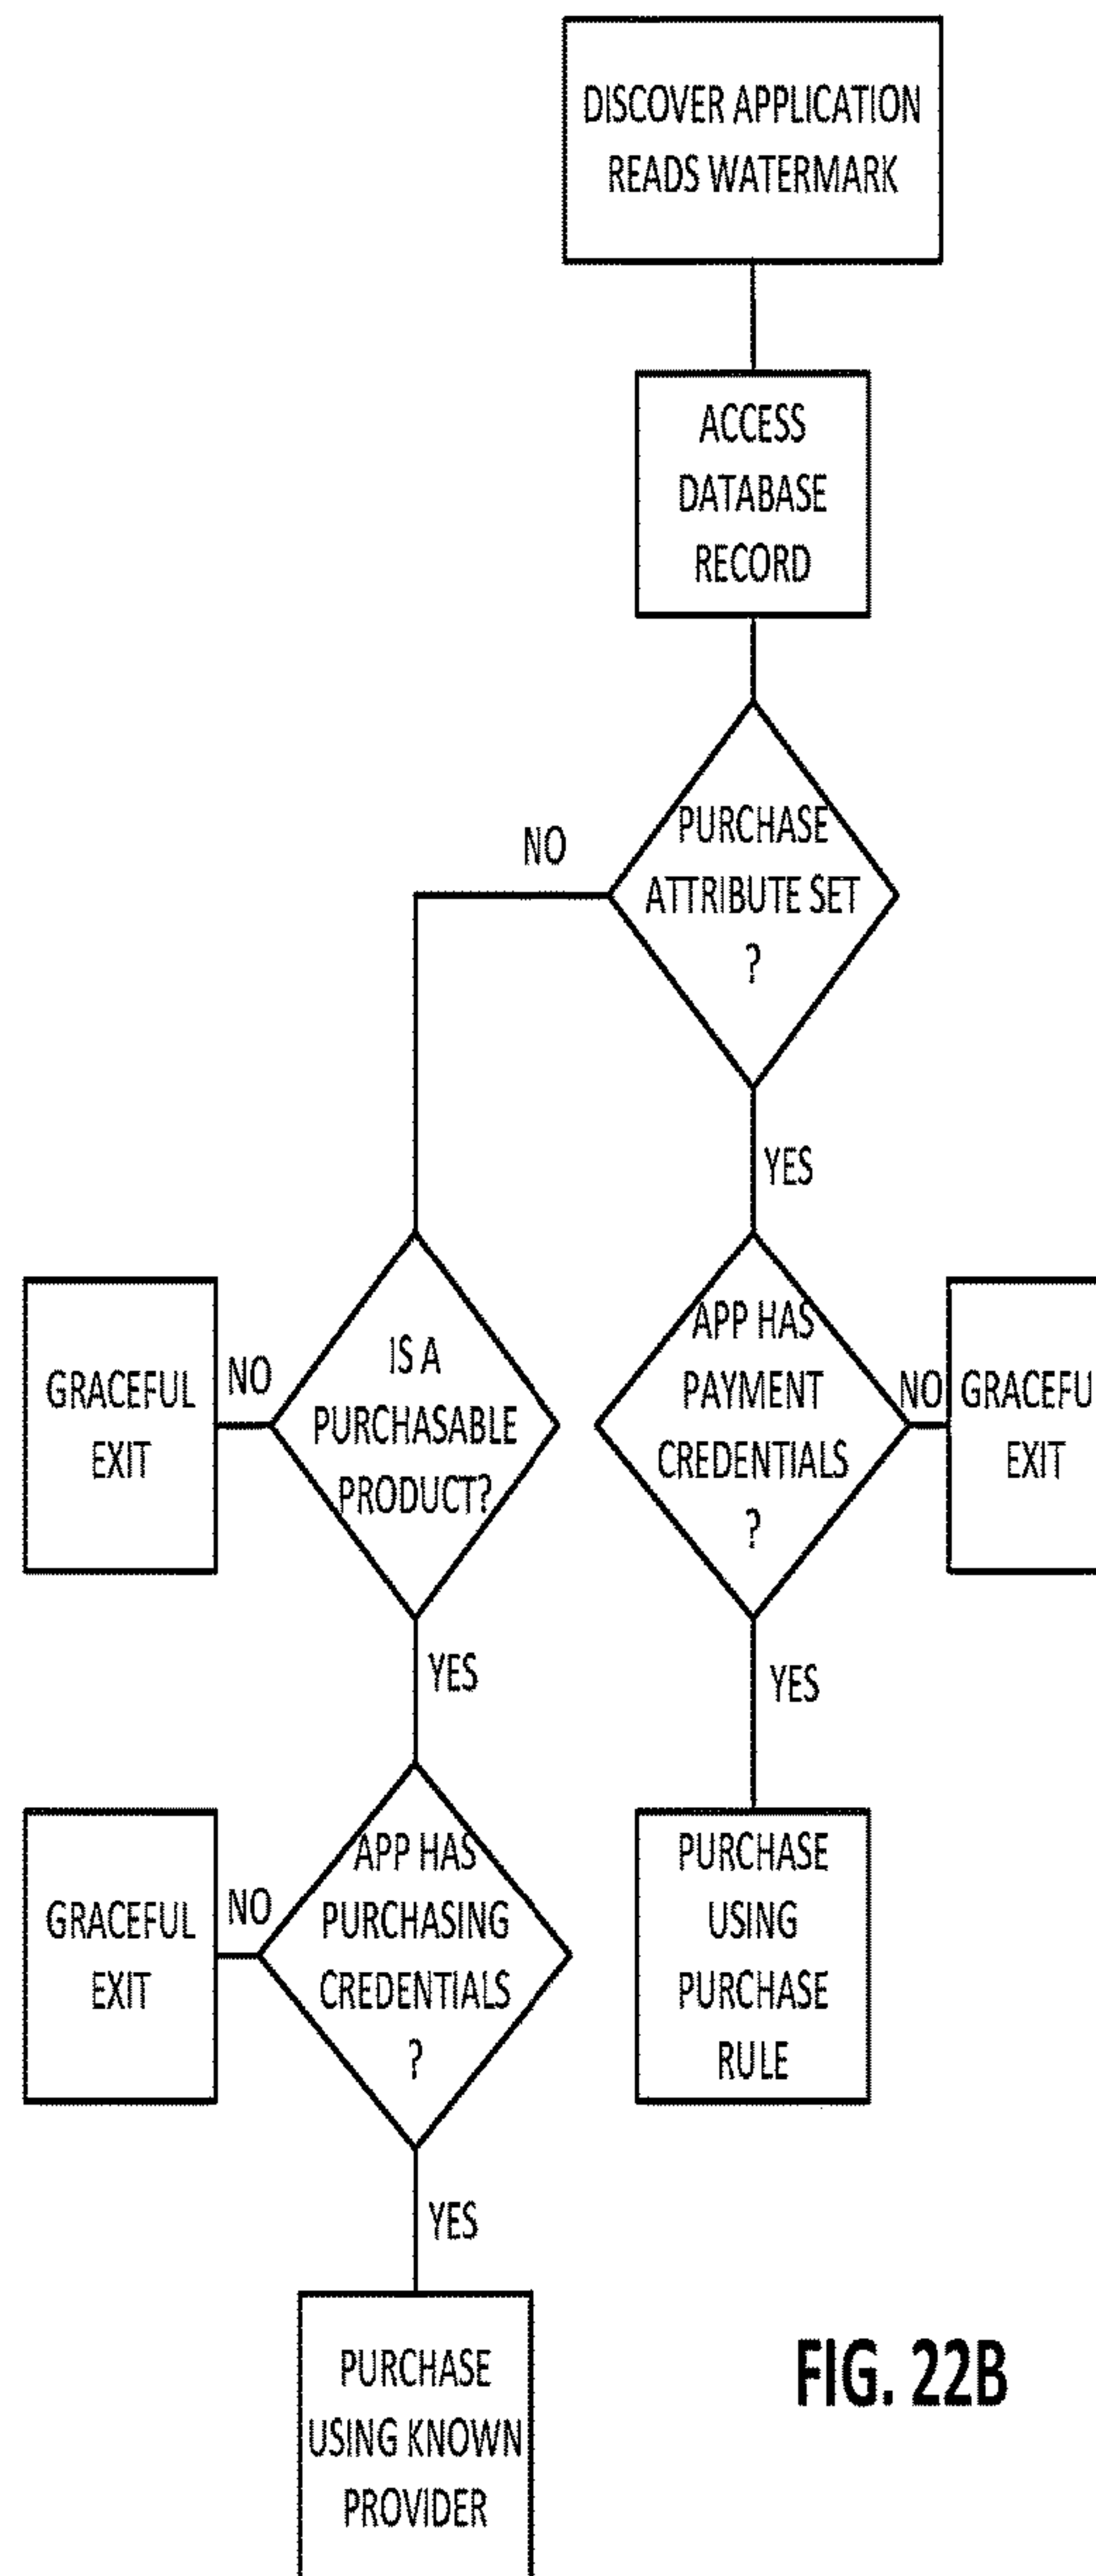 DISCOVER APPLICATION
READS WATERMARK
ACCESS
DATABASE
RECORD
PURCHASE
ATTRIBUTE SET
?
NO
YES
GRACEFUL
EXIT
NO
IS A
PURCHASABLE
PRODUCT?
APP HAS
PAYMENT
CREDENTIALS
?
NO
GRACEFU
EXIT
YES
YES
GRACEFUL
EXIT
NO
APP HAS
PURCHASING
CREDENTIALS
?
PURCHASE
USING
PURCHASE
RULE
YES
PURCHASE
USING KNOWN
PROVIDER
FIG. 22B